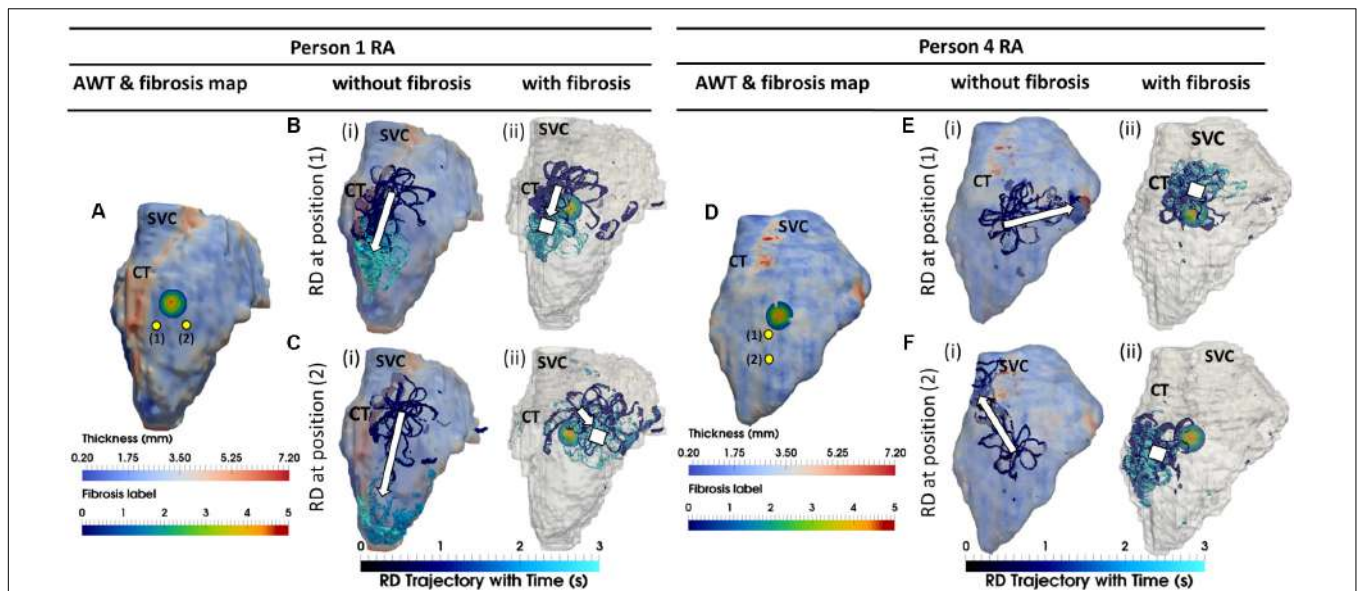 Person 1 RA
Person 4 RA
AWT & fibrosis map
without fibrosis
with fibrosis
AWT & fibrosis map
without fibrosis
with fibrosis
A
SVC
CT
(1)
(2)
Thickness (mm)
0.20 1.75 3.50 5.25 7.20
Fibrosis label
0 1 2 3 4 5
RD at position (1)
B
(i)
SVC
CT
(ii)
SVC
CT
RD at position (2)
C
(i)
SVC
CT
(ii)
SVC
CT
0 1 2 3
RD Trajectory with Time (s)
D
SVC
CT
(1)
(2)
Thickness (mm)
0.20 1.75 3.50 5.25 7.20
Fibrosis label
0 1 2 3 4 5
RD at position (1)
E
(i)
CT
(ii)
SVC
CT
RD at position (2)
F
(i)
SVC
(ii)
SVC
CT
0 1 2 3
RD Trajectory with Time (s)